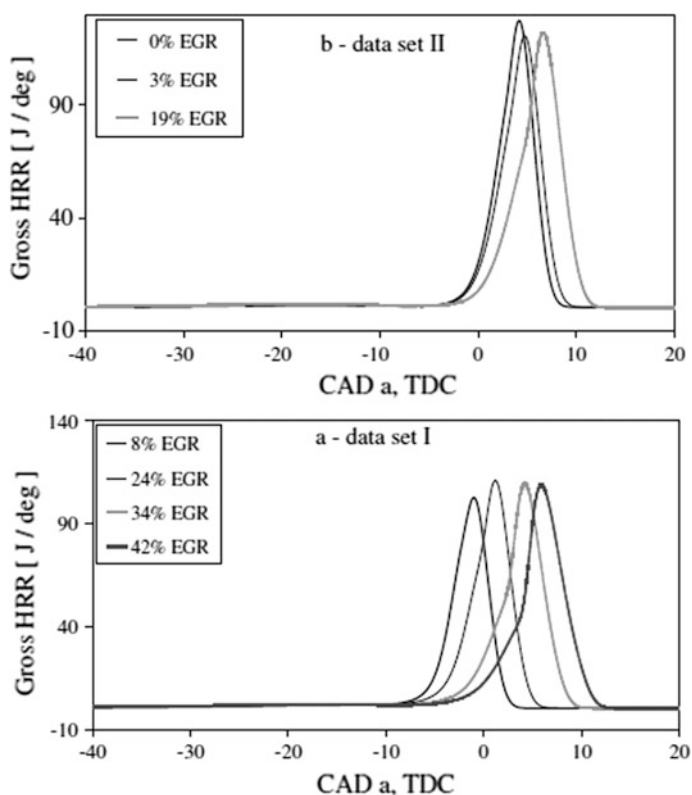 b - data set II
0% EGR
3% EGR
19% EGR
Gross HRR [ J / deg ]
90
40
-10
-40
-30
-20
-10
0
10
20
CAD a, TDC
a - data set I
8% EGR
24% EGR
34% EGR
42% EGR
Gross HRR [ J / deg ]
140
90
40
-10
-40
-30
-20
-10
0
10
20
CAD a, TDC